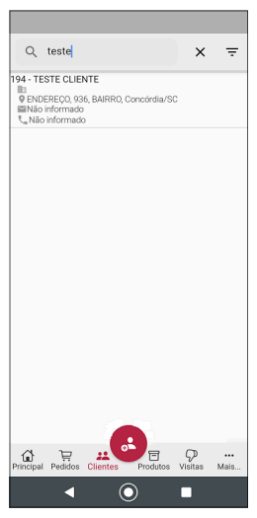 teste
194 - TESTE CLIENTE
ENDEREÇO, 936, BAIRRO, Concórdia/SC
Não informado
Não informado
Principal Pedidos Clientes Produtos Visitas Mais...